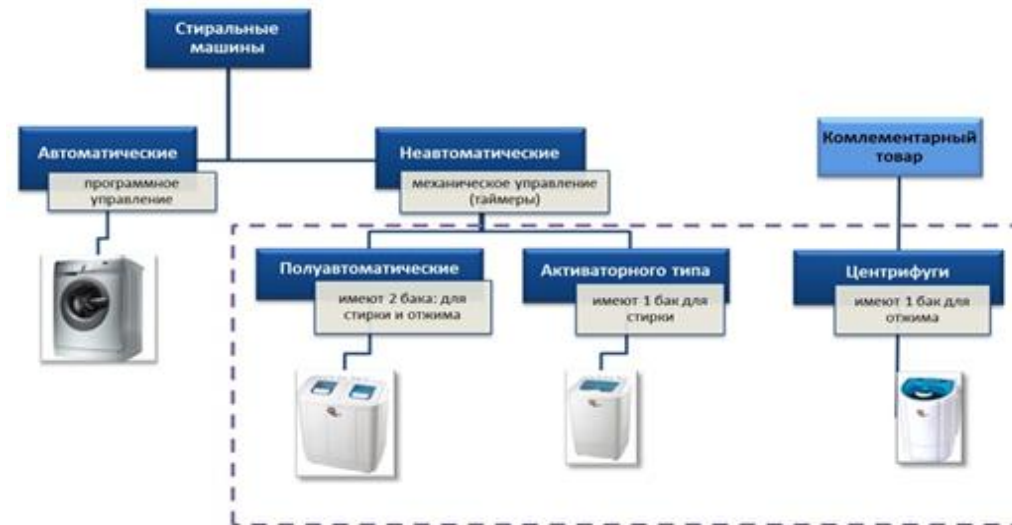 Стиральные
машины
Автоматические
программное
управление
Неавтоматические
механическое управление
(таймеры)
Комлементарный
товар
Полуавтоматические
имеют 2 бака: для
стирки и отжима
Активаторного типа
имеют 1 бак для
стирки
Центрифуги
имеют 1 бак для
отжима